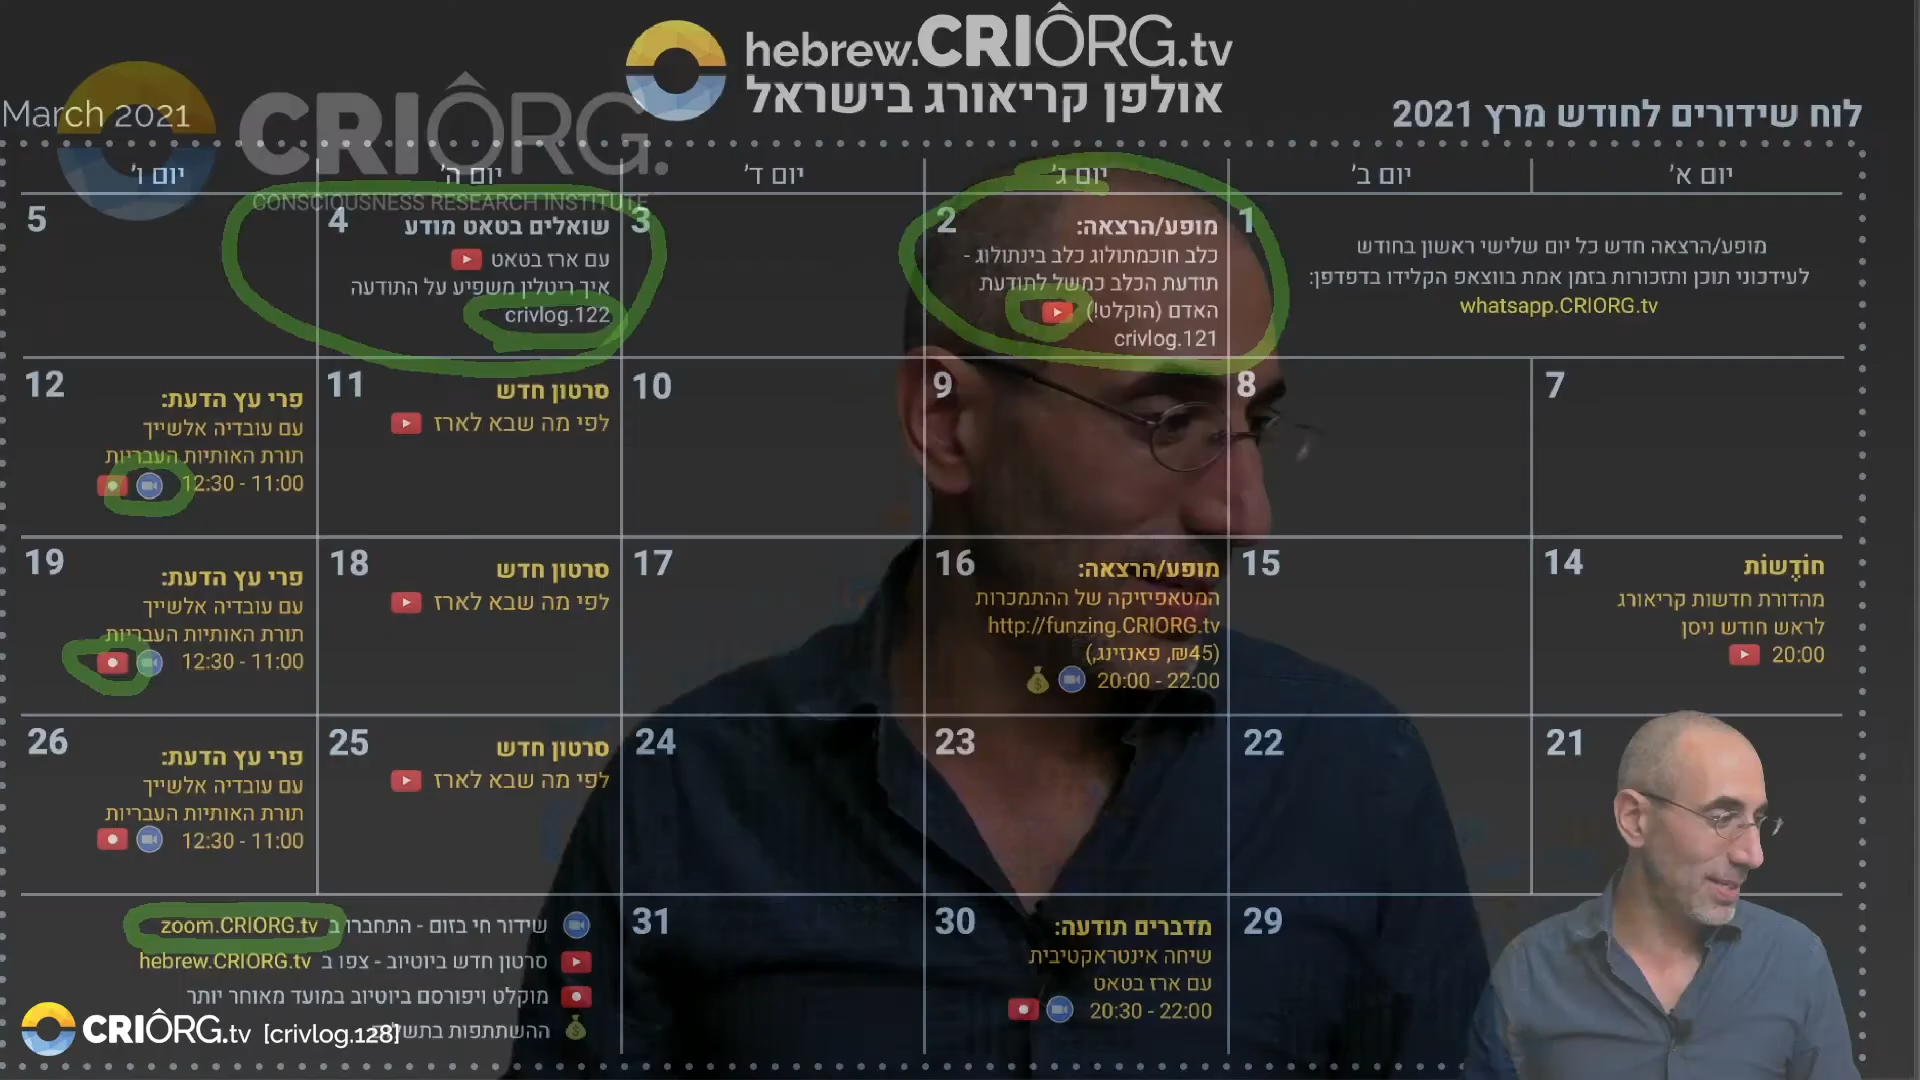 hebrew.CRIÔRG.tv
אולפן קריאורג בישראל
לוח שידורים לחודש מרץ 2021
March 2021
CRIÔRG.
CONSCIOUSNESS RESEARCH INSTITUTE
יום א'
יום ב'
יום ג'
יום ד'
יום ה'
יום ו'
מופע/הרצאה חדש כל יום שלישי ראשון בחודש
לעידכוני תוכן ותזכורות בזמן אמת בווצאפ הקלידו בדפדפן:
whatsapp.CRIORG.tv
1
2
מופע/הרצאה:
כלב חוכמתולוג כלב בינתולוג -
תודעת הכלב כמשל לתודעת
האדם (הוקלט!)
crivlog.121
3
4
שואלים בטאט מודע
עם ארז בטאט
איך ריטלין משפיע על התודעה
crivlog.122
5
7
8
9
10
11
סרטון חדש
לפי מה שבא לארז
12
פרי עץ הדעת:
עם עובדיה אלשייך
תורת האותיות העבריות
12:30 - 11:00
14
חוֹדֶשוֹת
מהדורת חדשות קריאורג
לראש חודש ניסן
20:00
15
16
מופע/הרצאה:
המטאפיזיקה של ההתמכרות
http://funzing.CRIORG.tv
(₪45, פאנזינג,)
20:00 - 22:00
17
18
סרטון חדש
לפי מה שבא לארז
19
פרי עץ הדעת:
עם עובדיה אלשייך
תורת האותיות העבריות
12:30 - 11:00
21
22
23
24
25
סרטון חדש
לפי מה שבא לארז
26
פרי עץ הדעת:
עם עובדיה אלשייך
תורת האותיות העבריות
12:30 - 11:00
29
30
מדברים תודעה:
שיחה אינטראקטיבית
עם ארז בטאט
20:30 - 22:00
31
שידור חי בזום - התחברו ב zoom.CRIORG.tv
סרטון חדש ביוטיוב - צפו ב hebrew.CRIORG.tv
מוקלט ויפורסם ביוטיוב במועד מאוחר יותר
ההשתתפות
CRIÔRG.tv [crivlog.128]